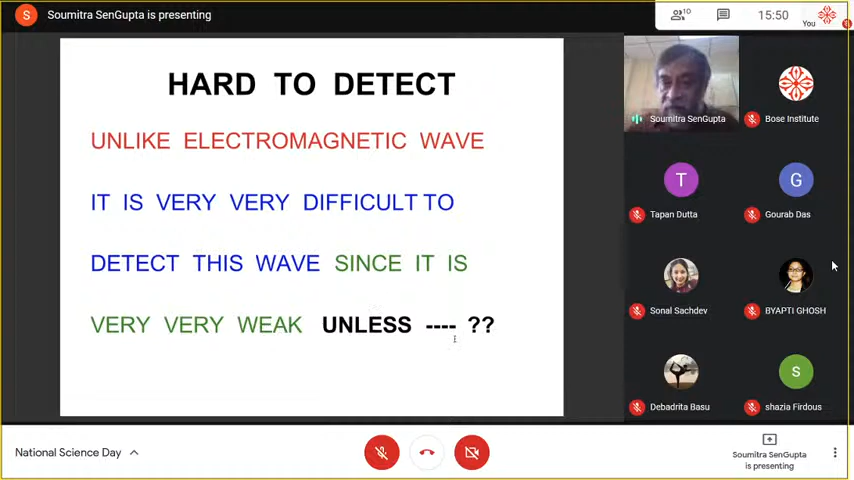 S
Soumitra SenGupta is presenting
10
15:50
You
HARD TO DETECT
UNLIKE ELECTROMAGNETIC WAVE
IT IS VERY VERY DIFFICULT TO
DETECT THIS WAVE SINCE IT IS
VERY VERY WEAK UNLESS ---- ??
Soumitra SenGupta
Bose Institute
T
Tapan Dutta
G
Gourab Das
Sonal Sachdev
BYAPTI GHOSH
Debadrita Basu
s
shazia Firdous
National Science Day
Soumitra SenGupta
is presenting